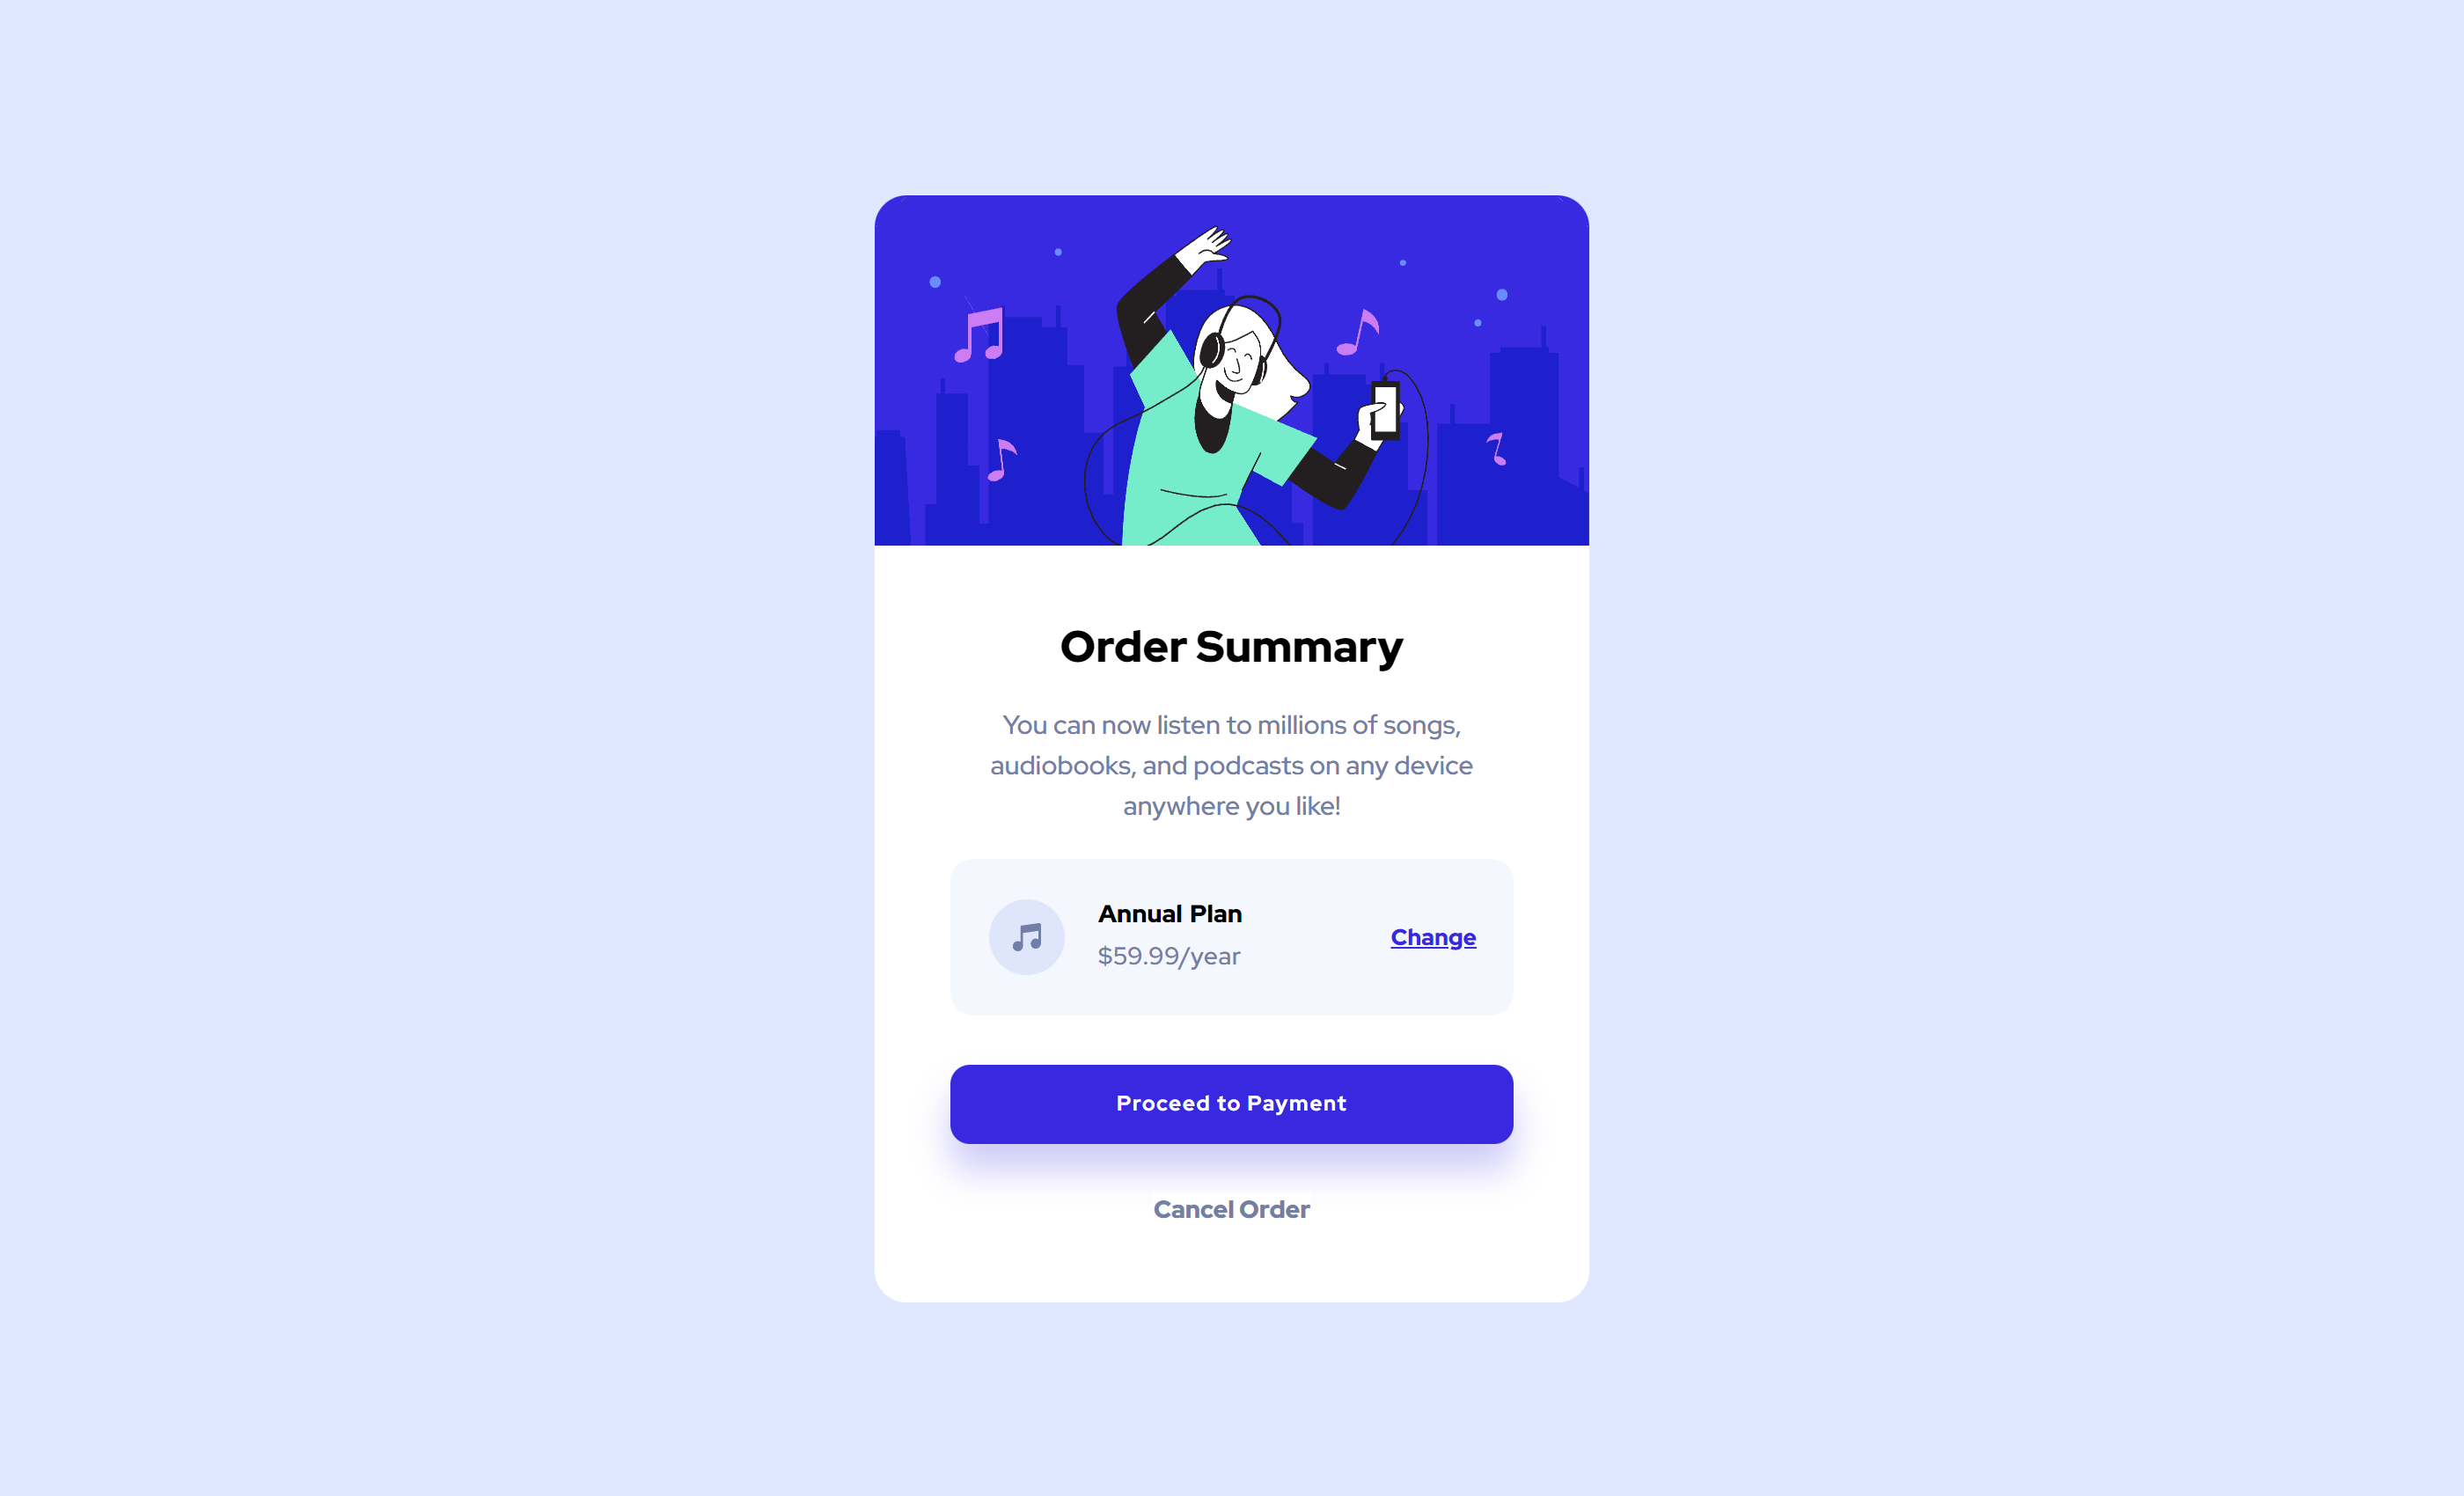 Order Summary
You can now listen to millions of songs,
audiobooks, and podcasts on any device
anywhere you like!
Annual Plan
$59.99/year
Change
Proceed to Payment
Cancel Order